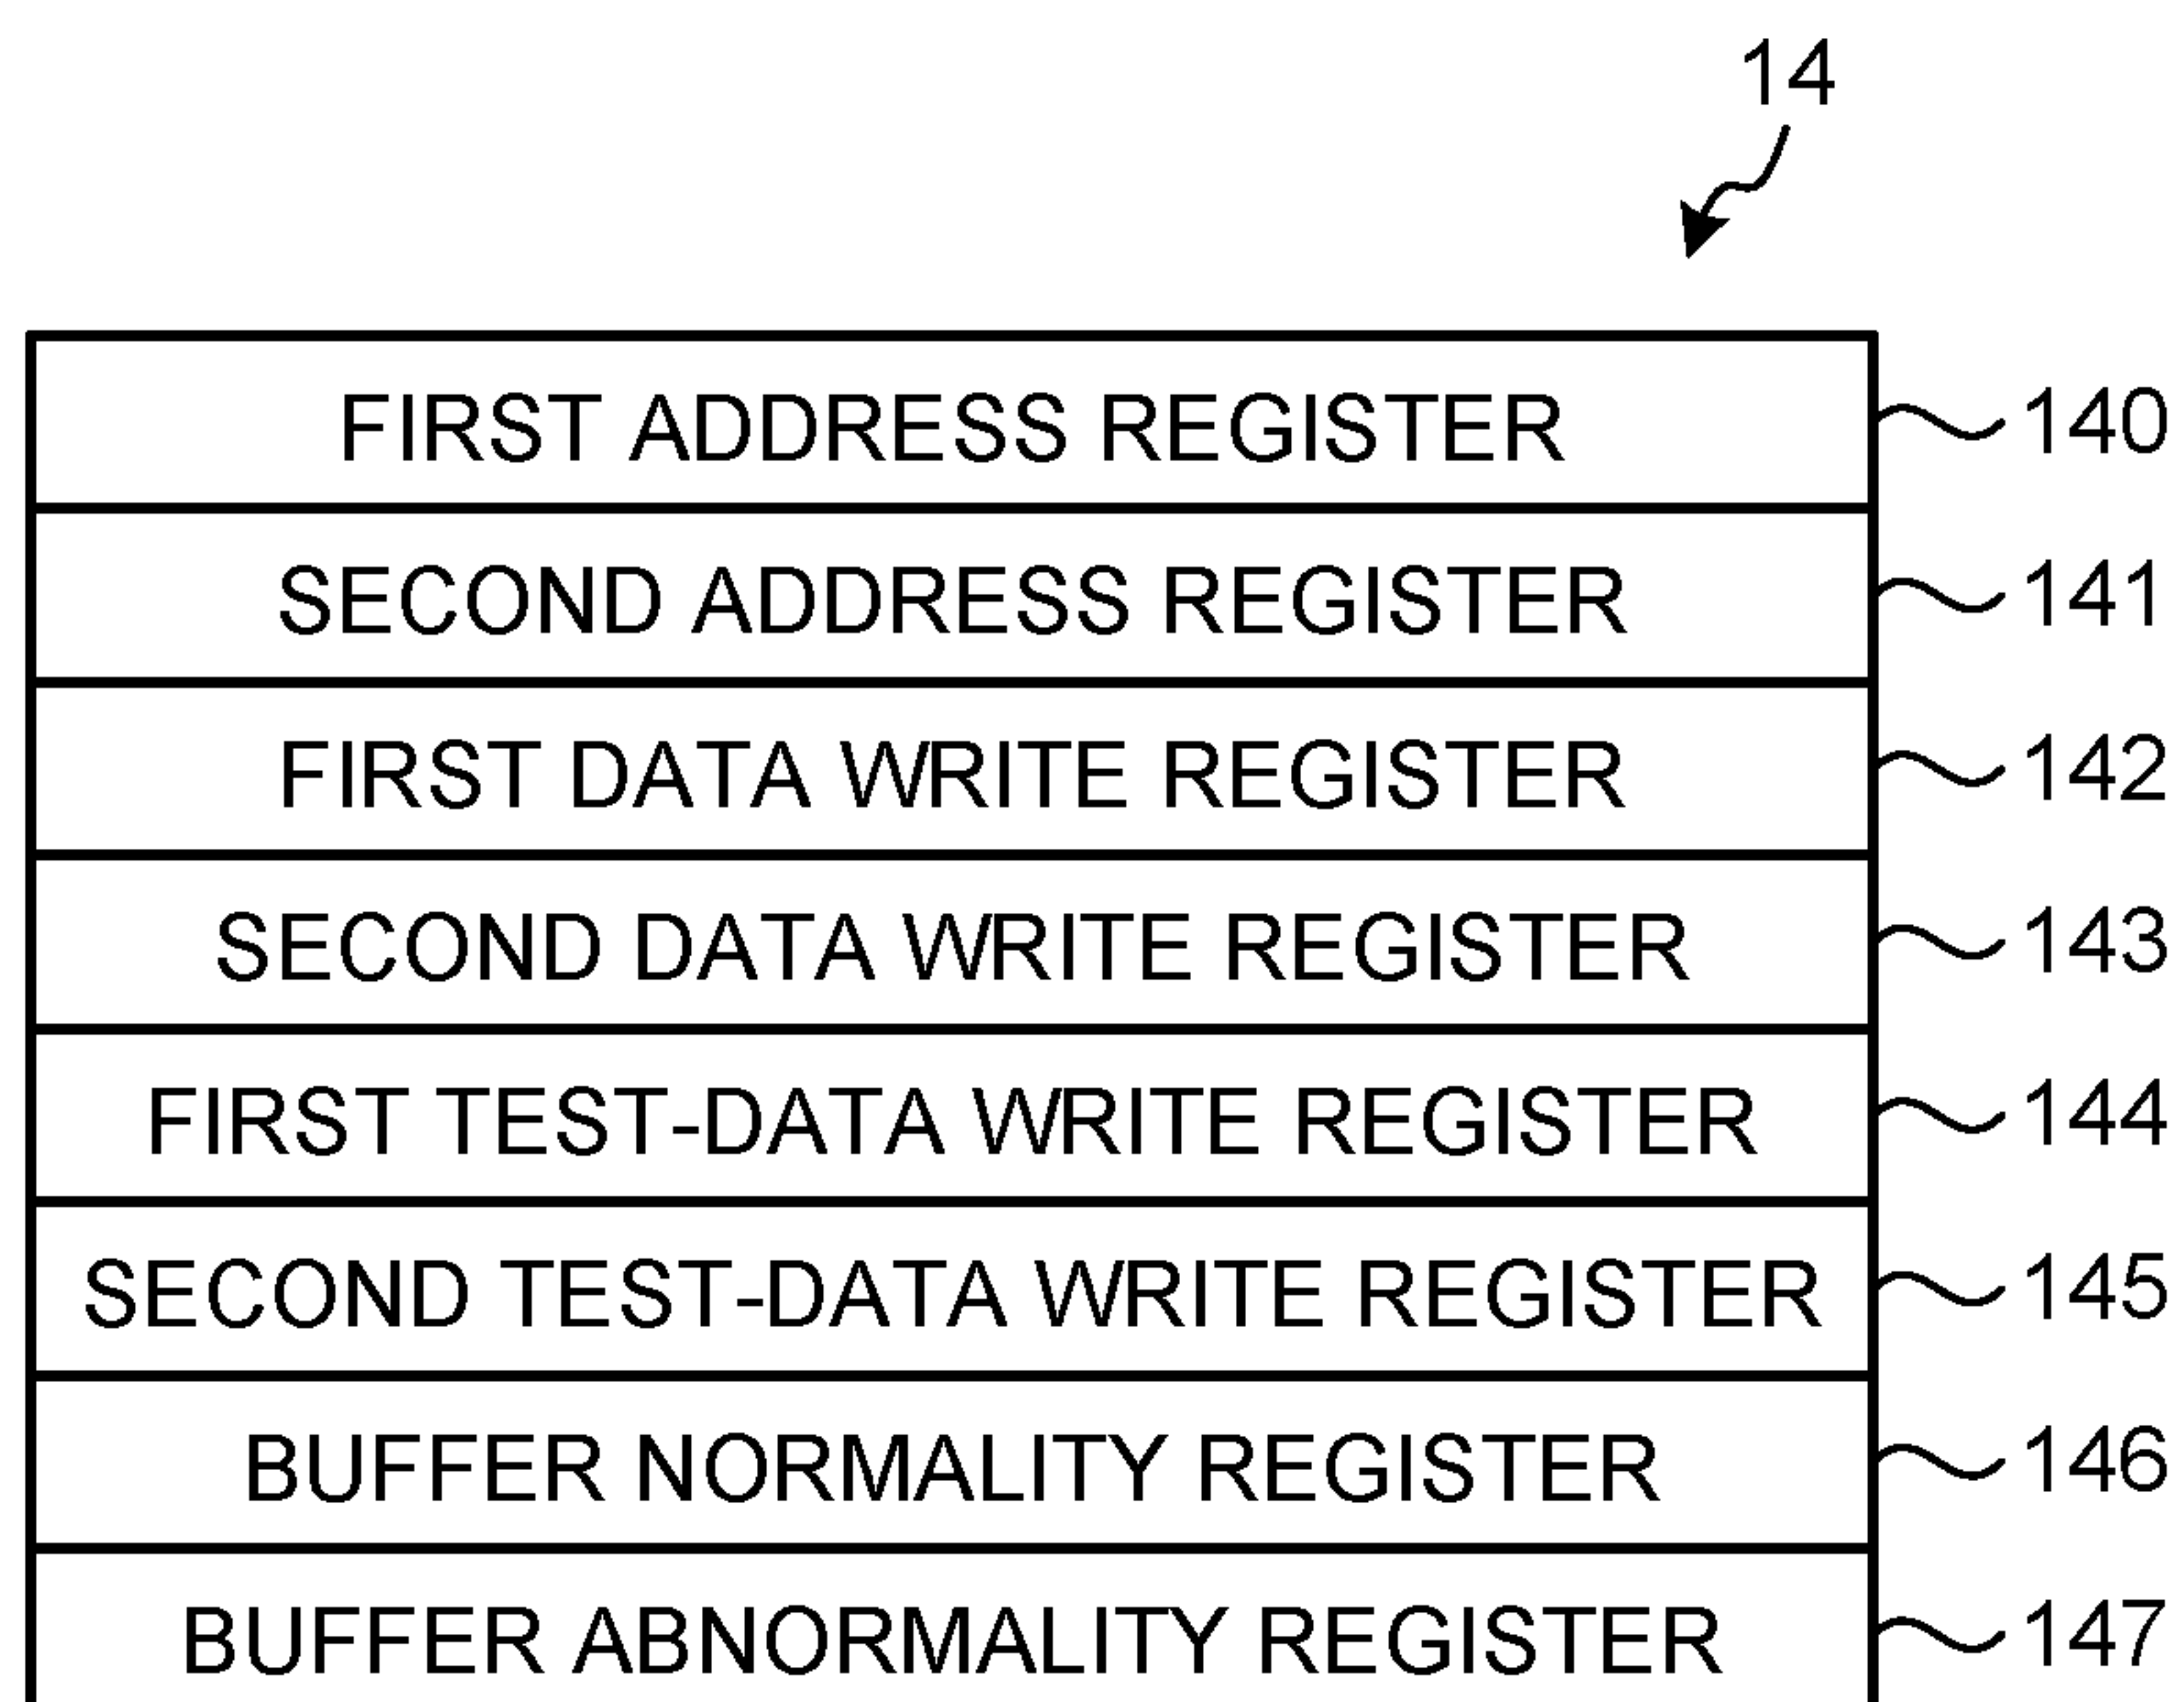 14
FIRST ADDRESS REGISTER 140
SECOND ADDRESS REGISTER 141
FIRST DATA WRITE REGISTER 142
SECOND DATA WRITE REGISTER 143
FIRST TEST-DATA WRITE REGISTER 144
SECOND TEST-DATA WRITE REGISTER 145
BUFFER NORMALITY REGISTER 146
BUFFER ABNORMALITY REGISTER 147